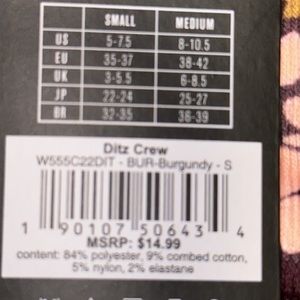 SMALL MEDIUM
US 5-7.5 8-10.5
EU 35-37 38-42
UK 3-5.5 6-8.5
JP 22-24 25-27
BR 32-35 36-39
Ditz Crew
W555C22DIT - BUR-Burgundy - S
1 90107 50643 4
MSRP: $14.99
content: 84% polyester, 9% combed cotton,
5% nylon, 2% elastane